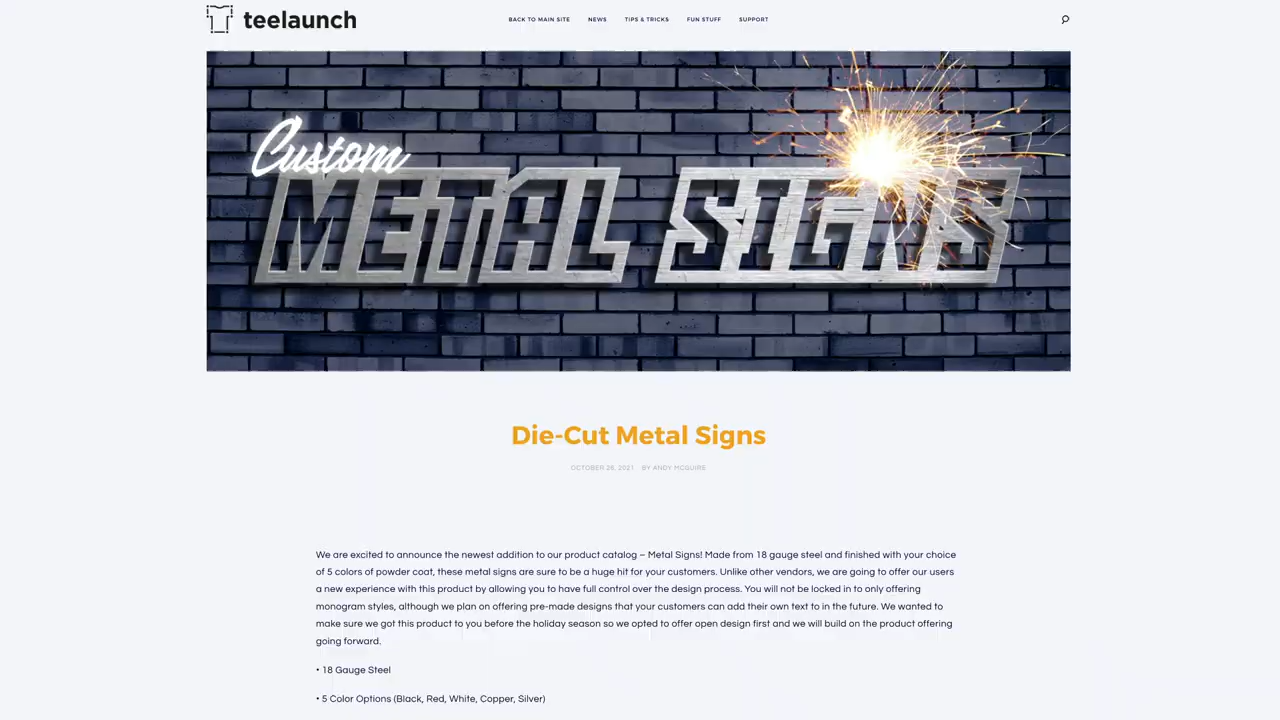 teelaunch
BACK TO MAIN SITE NEWS TIPS & TRICKS FUN STUFF SUPPORT
Custom
METAL SIGNS
Die-Cut Metal Signs
OCTOBER 26, 2021 BY ANDY MCGUIRE
We are excited to announce the newest addition to our product catalog – Metal Signs! Made from 18 gauge steel and finished with your choice
of 5 colors of powder coat, these metal signs are sure to be a huge hit for your customers. Unlike other vendors, we are going to offer our users
a new experience with this product by allowing you to have full control over the design process. You will not be locked in to only offering
monogram styles, although we plan on offering pre-made designs that your customers can add their own text to in the future. We wanted to
make sure we got this product to you before the holiday season so we opted to offer open design first and we will build on the product offering
going forward.
• 18 Gauge Steel
• 5 Color Options (Black, Red, White, Copper, Silver)